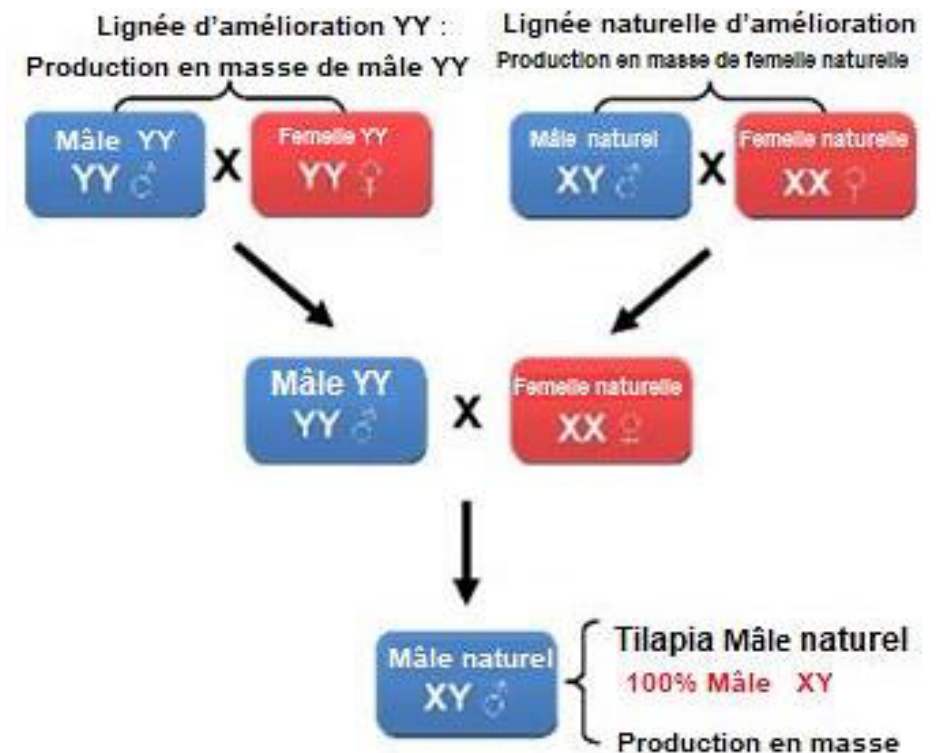 Lignée d'amélioration YY :
Production en masse de mâle YY
Mâle YY
YY ♂
X
Femelle YY
YY ♀
Lignée naturelle d'amélioration
Production en masse de femelle naturelle
Mâle naturel
XY ♂
X
Femelle naturelle
XX ♀
Mâle YY
YY ♂
X
Femelle naturelle
XX ♀
Mâle naturel
XY ♂
Tilapia Mâle naturel
100% Mâle XY
Production en masse